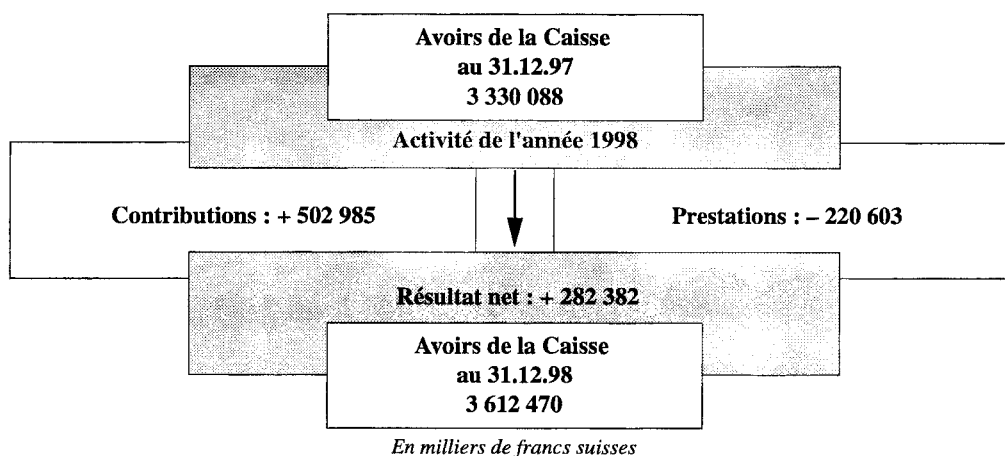 Avoirs de la Caisse
au 31.12.97
3 330 088
Activité de l'année 1998
Contributions : + 502 985
Prestations : – 220 603
Résultat net : + 282 382
Avoirs de la Caisse
au 31.12.98
3 612 470
En milliers de francs suisses